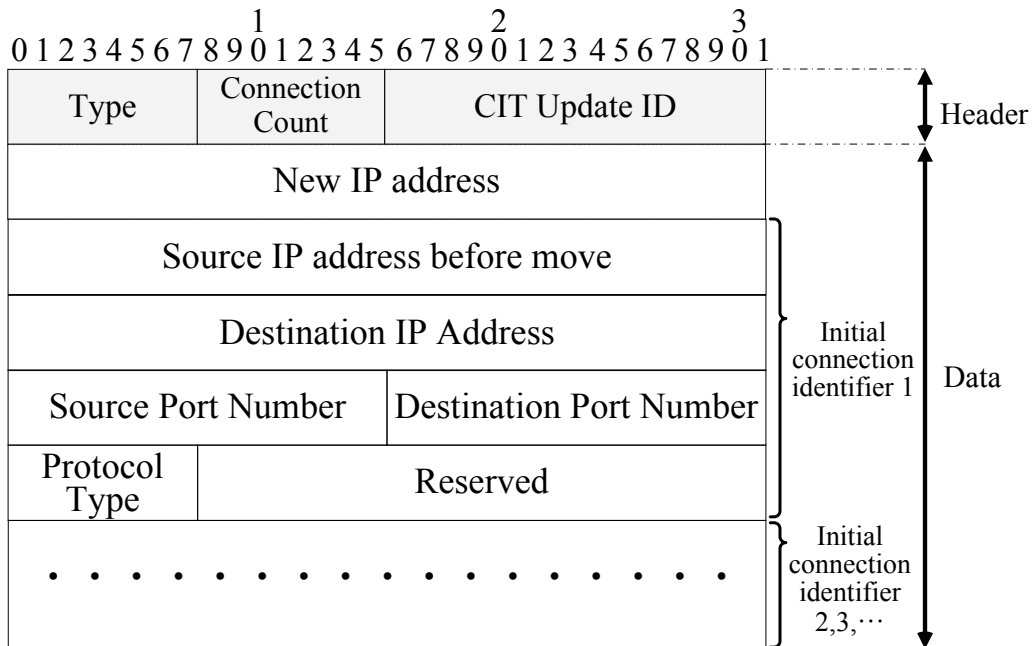 1 2 3
0 1 2 3 4 5 6 7 8 9 0 1 2 3 4 5 6 7 8 9 0 1 2 3 4 5 6 7 8 9 0 1
Type
Connection
Count
CIT Update ID
Header
New IP address
Source IP address before move
Destination IP Address
Source Port Number
Destination Port Number
Protocol
Type
Reserved
Initial
connection
identifier 1
Data
. . . . . . . . . . . . . . . . .
Initial
connection
identifier
2,3,⋯